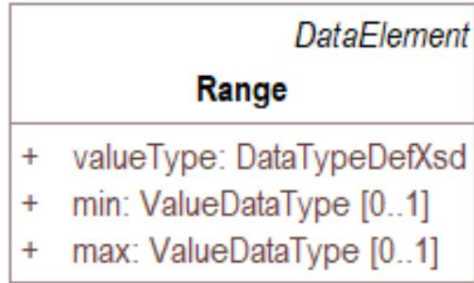 DataElement
Range
+ valueType: DataTypeDefXsd
+ min: ValueDataType [0..1]
+ max: ValueDataType [0..1]